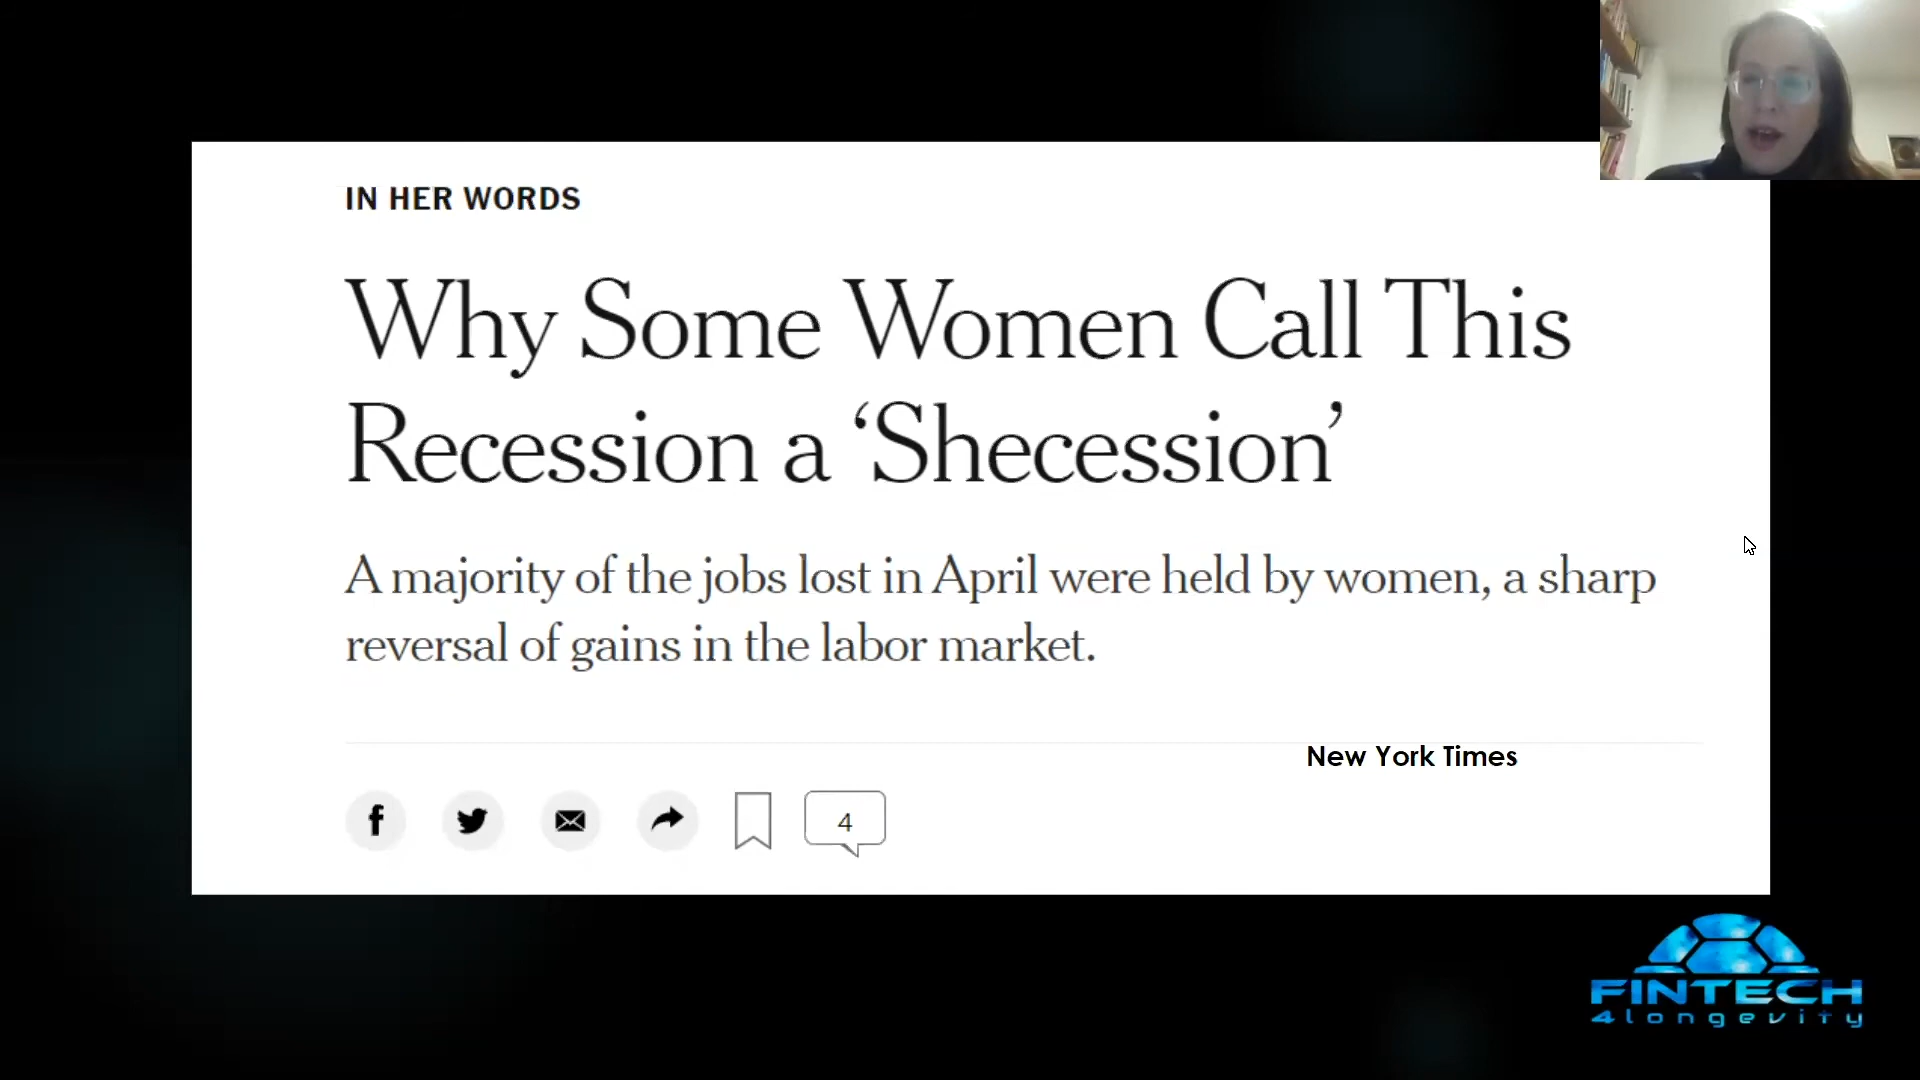 IN HER WORDS
Why Some Women Call This
Recession a ‘Shecession’
A majority of the jobs lost in April were held by women, a sharp
reversal of gains in the labor market.
New York Times
4
FINTECH
4longevity